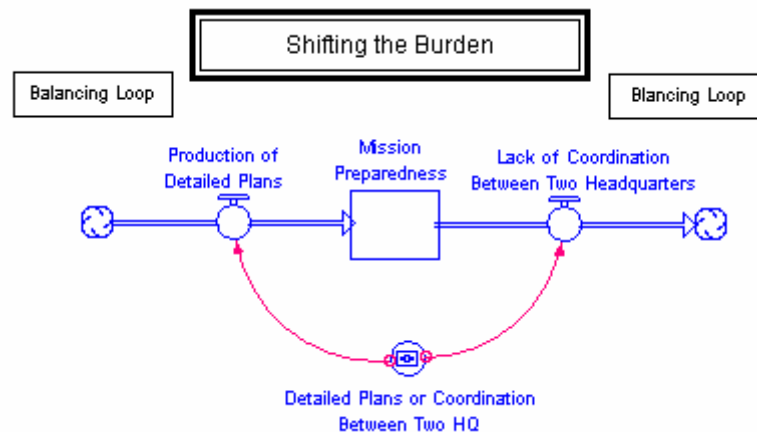 Shifting the Burden
Balancing Loop
Blancing Loop
Production of
Detailed Plans
Mission
Preparedness
Lack of Coordination
Between Two Headquarters
Detailed Plans or Coordination
Between Two HQ